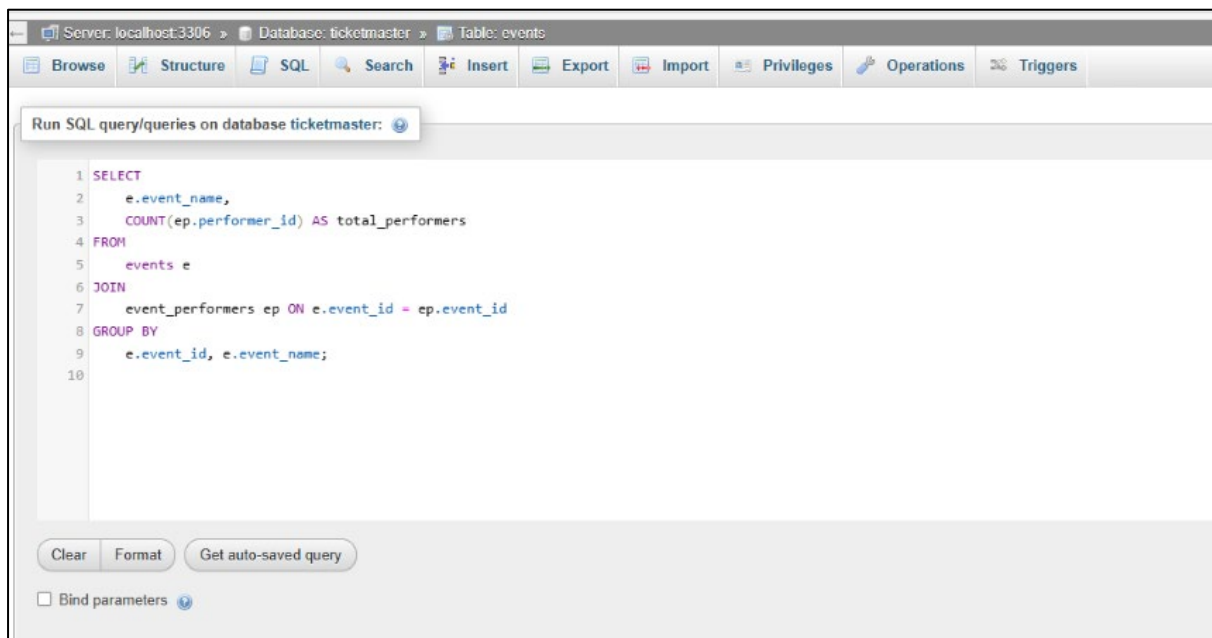 Server: localhost:3306 » Database: ticketmaster » Table: events
Browse Structure SQL Search Insert Export Import Privileges Operations Triggers
Run SQL query/queries on database ticketmaster:
1 SELECT
2 e.event_name,
3 COUNT(ep.performer_id) AS total_performers
4 FROM
5 events e
6 JOIN
7 event_performers ep ON e.event_id = ep.event_id
8 GROUP BY
9 e.event_id, e.event_name;
10
Clear Format Get auto-saved query
Bind parameters